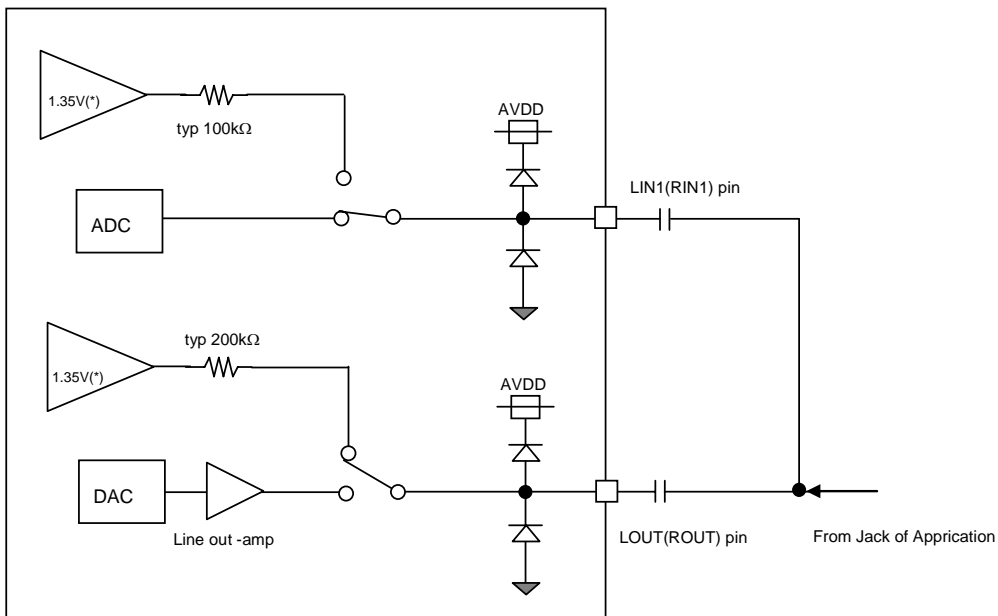 1.35V(*)
typ 100kΩ
AVDD
LIN1(RIN1) pin
ADC
typ 200kΩ
1.35V(*)
AVDD
DAC
Line out -amp
LOUT(ROUT) pin
From Jack of Apprication